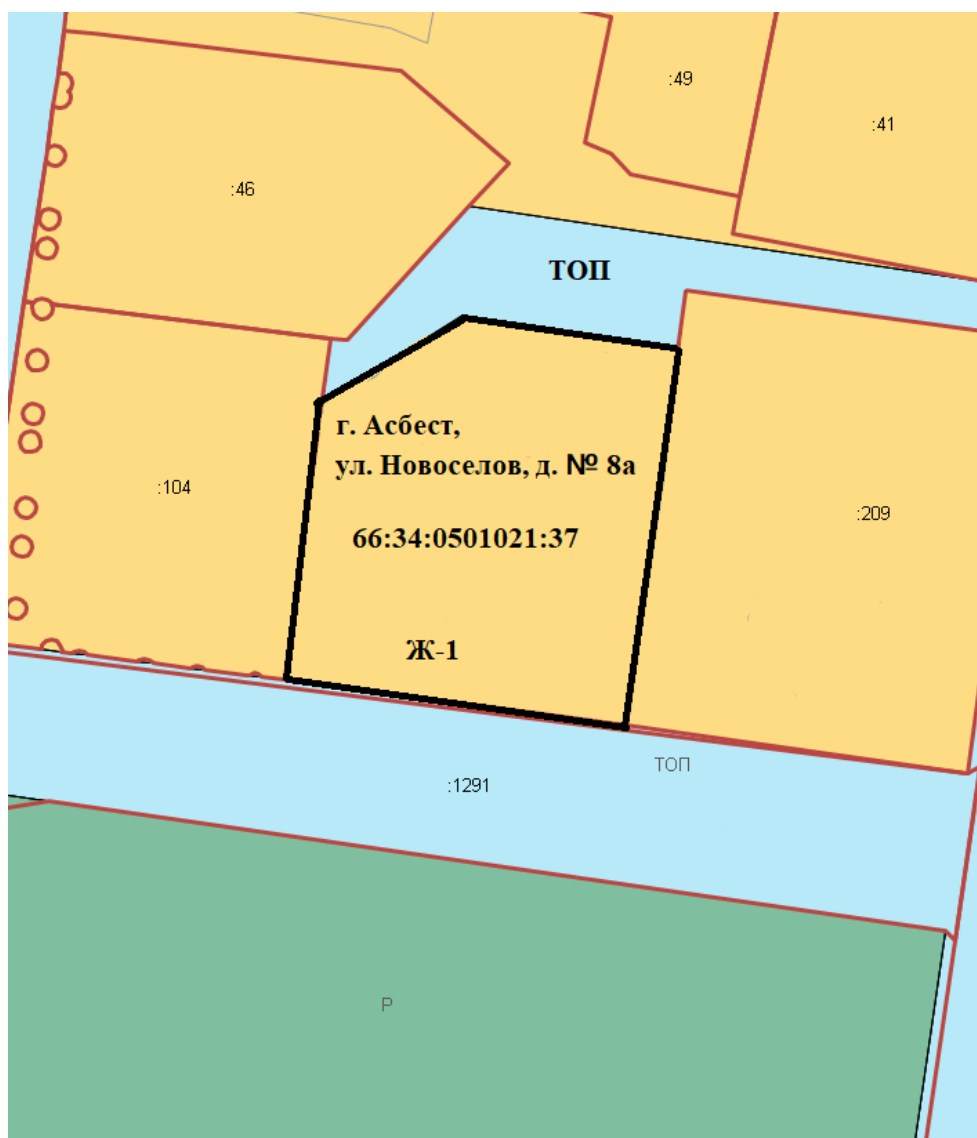 :49
:41
:46
ТОП
г. Асбест,
ул. Новоселов, д. № 8а
:104
:209
66:34:0501021:37
Ж-1
ТОП
:1291
Р